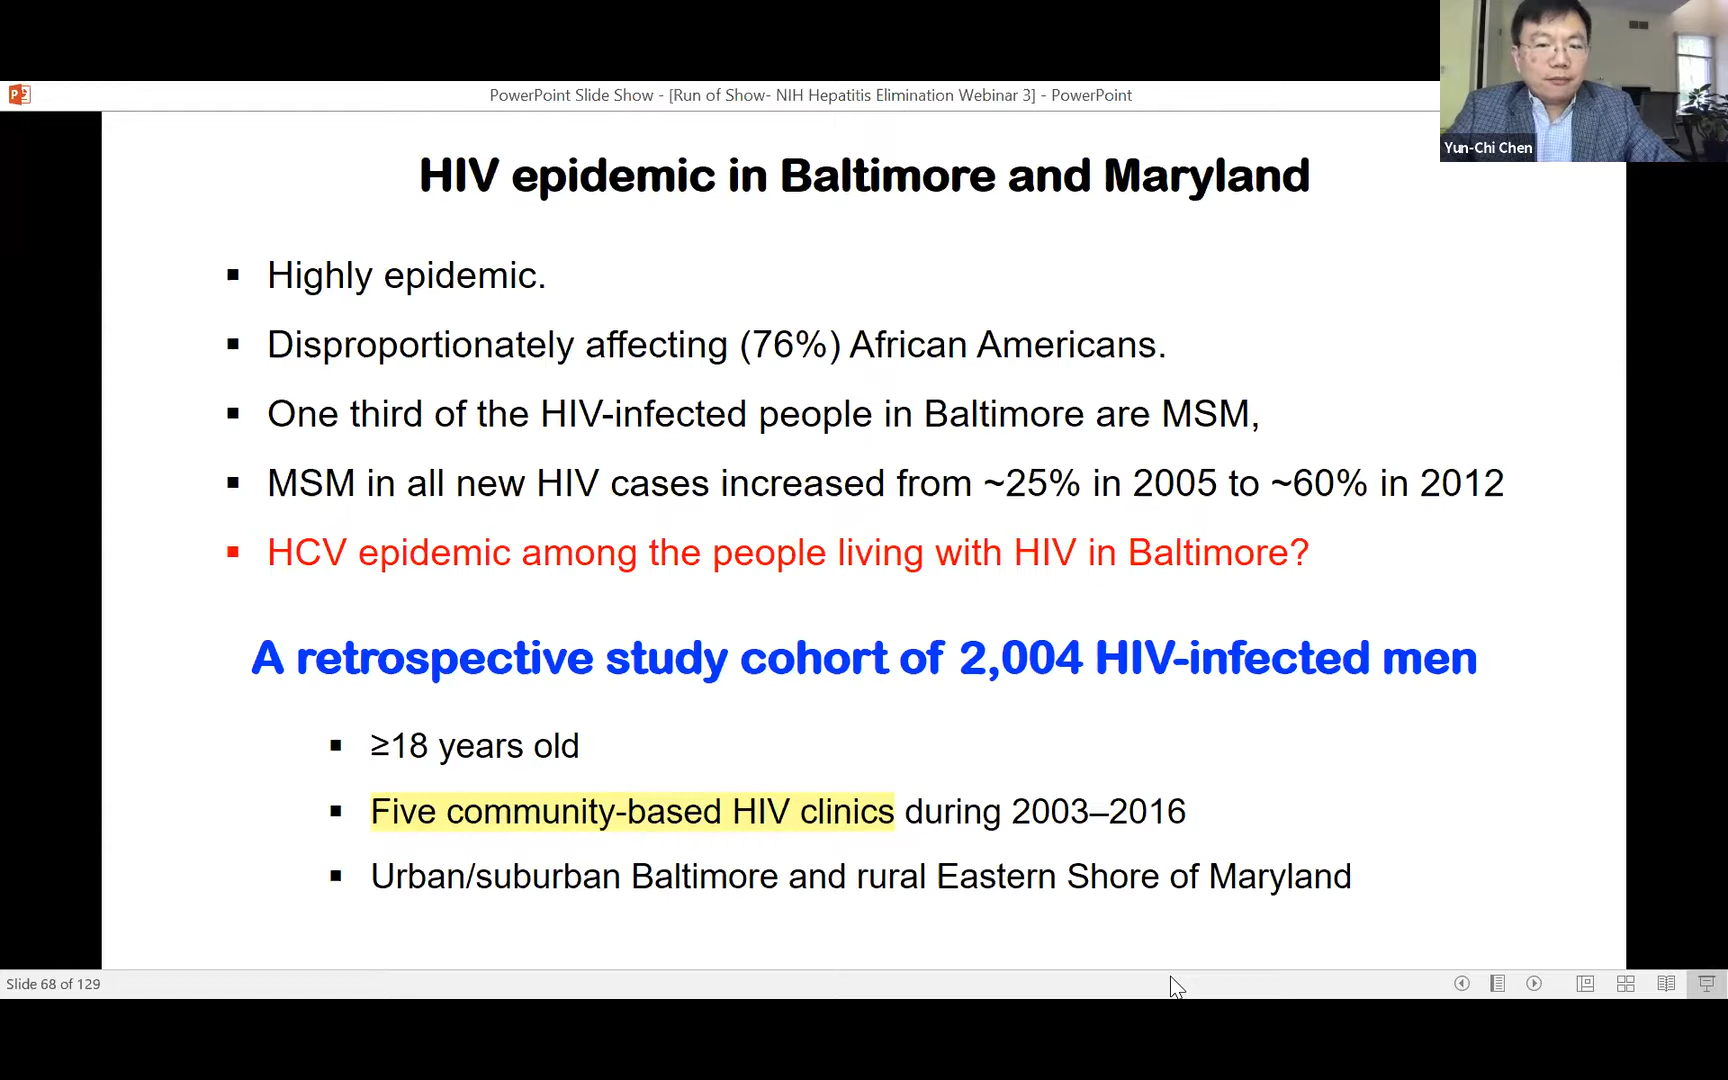 PowerPoint Slide Show - [Run of Show- NIH Hepatitis Elimination Webinar 3] - PowerPoint
Yun-Chi Chen
HIV epidemic in Baltimore and Maryland
▪ Highly epidemic.
▪ Disproportionately affecting (76%) African Americans.
▪ One third of the HIV-infected people in Baltimore are MSM,
▪ MSM in all new HIV cases increased from ~25% in 2005 to ~60% in 2012
▪ HCV epidemic among the people living with HIV in Baltimore?
A retrospective study cohort of 2,004 HIV-infected men
▪ ≥18 years old
▪ Five community-based HIV clinics during 2003–2016
▪ Urban/suburban Baltimore and rural Eastern Shore of Maryland
Slide 68 of 129